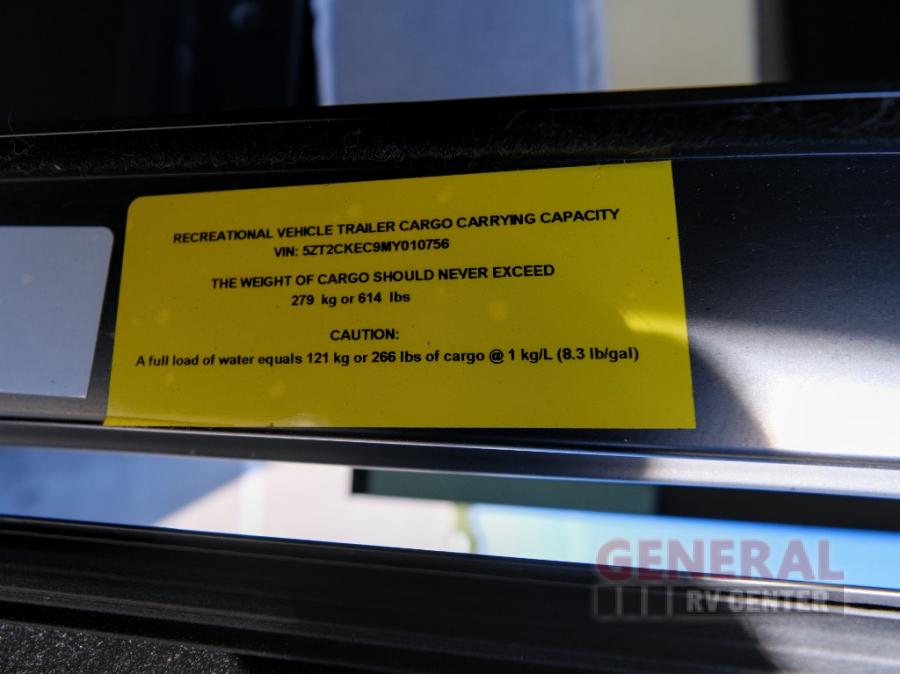 RECREATIONAL VEHICLE TRAILER CARGO CARRYING CAPACITY
VIN: 5ZT2CKEC9MY010756
THE WEIGHT OF CARGO SHOULD NEVER EXCEED
279 kg or 614 lbs
CAUTION:
A full load of water equals 121 kg or 266 lbs of cargo @ 1 kg/L (8.3 lb/gal)
GENERAL
RV CENTER